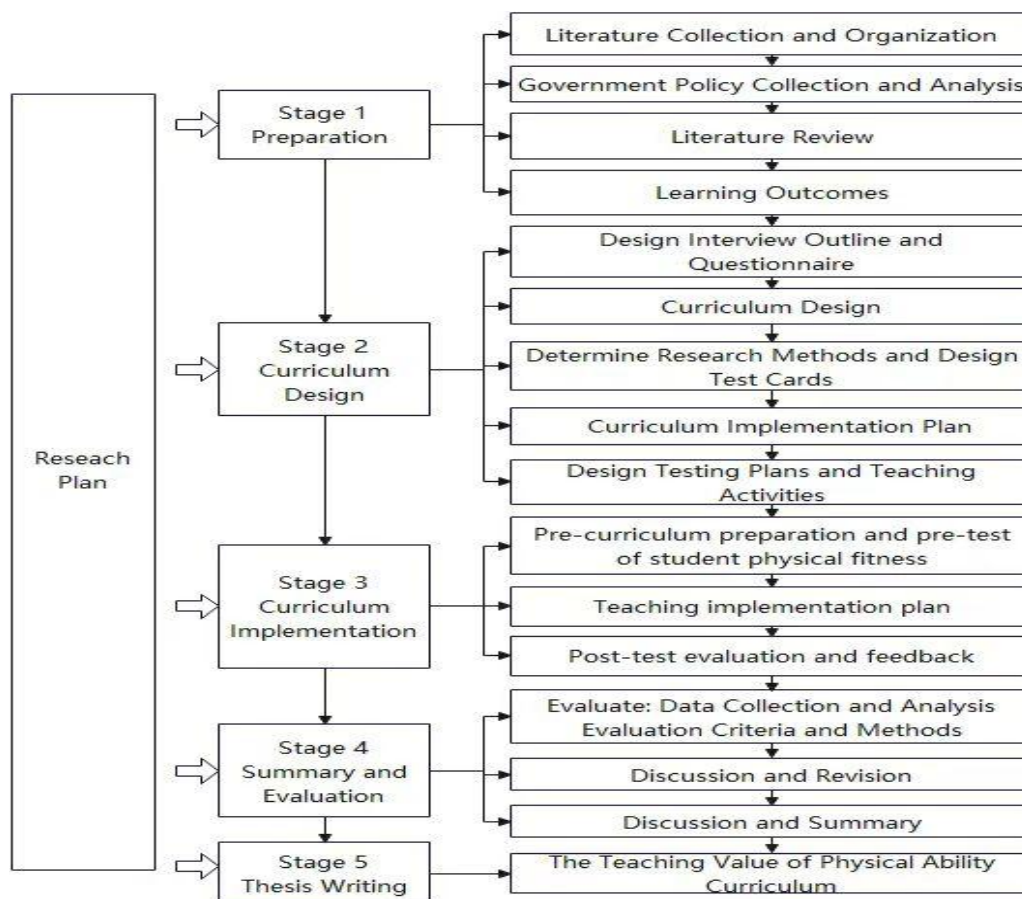 Reseach
Plan
Stage 1
Preparation
Literature Collection and Organization
Government Policy Collection and Analysis
Literature Review
Learning Outcomes
Stage 2
Curriculum
Design
Design Interview Outline and
Questionnaire
Curriculum Design
Determine Research Methods and Design
Test Cards
Curriculum Implementation Plan
Design Testing Plans and Teaching
Activities
Stage 3
Curriculum
Implementation
Pre-curriculum preparation and pre-test
of student physical fitness
Teaching implementation plan
Post-test evaluation and feedback
Stage 4
Summary and
Evaluation
Evaluate: Data Collection and Analysis
Evaluation Criteria and Methods
Discussion and Revision
Discussion and Summary
Stage 5
Thesis Writing
The Teaching Value of Physical Ability
Curriculum